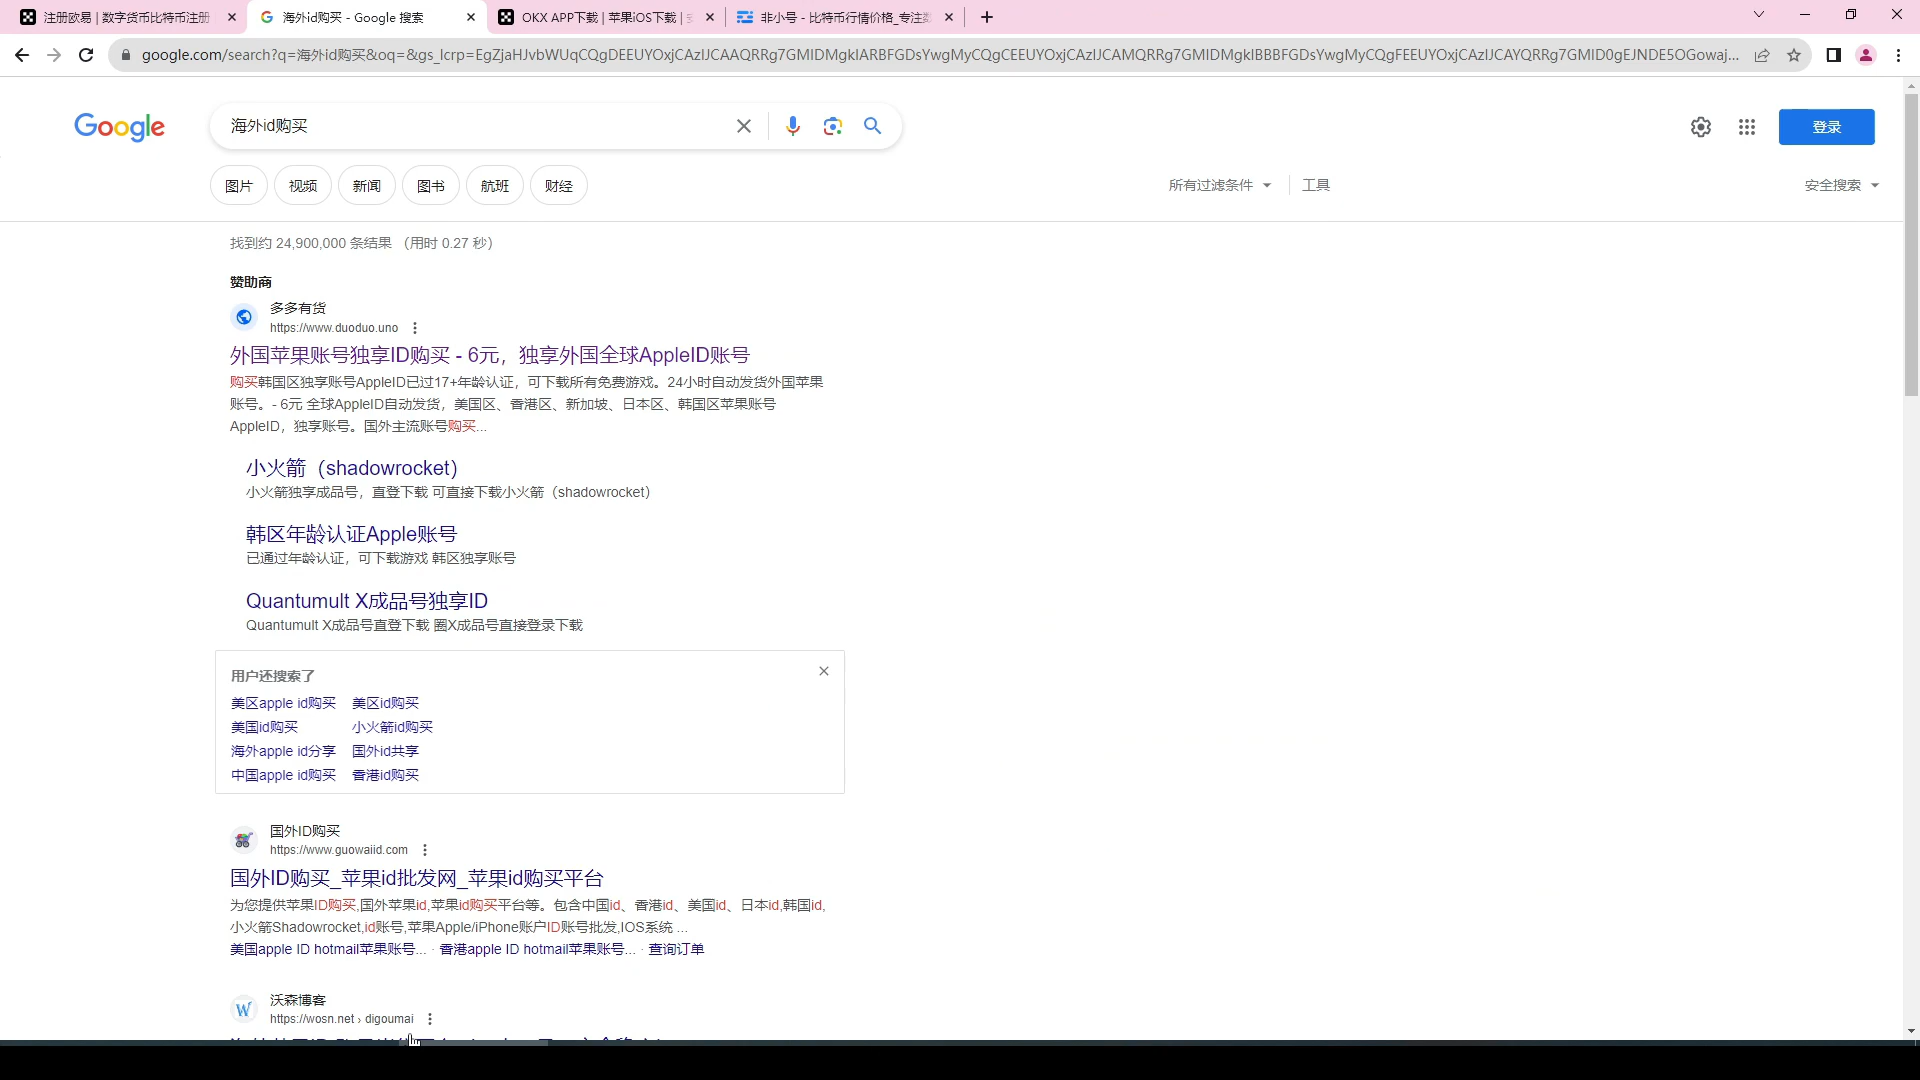 注册欧易 | 数字货币比特币注册
海外id购买 - Google 搜索
OKX APP下载 | 苹果iOS下载 |
非小号 - 比特币行情价格_专注
google.com/search?q=海外id购买&oq=&gs_lcrp=EgZjaHJvbWUqCQgDEEUYOxjCAzIJCAAQRRg7GMIDMgkIARBFGDsYwgMyCQgCEEUYOxjCAzIJCAMQRRg7GMIDMgkIBBBFGDsYwgMyCQgFEEUYOxjCAzIJCAYQRRg7GMID0gEJNDE5OGowaj...
Google
海外id购买
登录
图片
视频
新闻
图书
航班
财经
所有过滤条件
工具
安全搜索
找到约 24,900,000 条结果 （用时 0.27 秒）
赞助商
多多有货
https://www.duoduo.uno
外国苹果账号独享ID购买 - 6元，独享外国全球AppleID账号
购买韩国区独享账号AppleID已过17+年龄认证，可下载所有免费游戏。24小时自动发货外国苹果
账号。- 6元 全球AppleID自动发货，美国区、香港区、新加坡、日本区、韩国区苹果账号
AppleID，独享账号。国外主流账号购买...
小火箭（shadowrocket）
小火箭独享成品号，直登下载 可直接下载小火箭（shadowrocket）
韩区年龄认证Apple账号
已通过年龄认证，可下载游戏 韩区独享账号
Quantumult X成品号独享ID
Quantumult X成品号直登下载 圈X成品号直接登录下载
用户还搜索了
美区apple id购买 美区id购买
美国id购买 小火箭id购买
海外apple id分享 国外id共享
中国apple id购买 香港id购买
国外ID购买
https://www.guowaiid.com
国外ID购买_苹果id批发网_苹果id购买平台
为您提供苹果ID购买,国外苹果id,苹果id购买平台等。包含中国id、香港id、美国id、日本id,韩国id,
小火箭Shadowrocket,id账号,苹果Apple/iPhone账户ID账号批发,IOS系统 ...
美国apple ID hotmail苹果账号... · 香港apple ID hotmail苹果账号... · 查询订单
W
沃森博客
https://wosn.net › digoumai